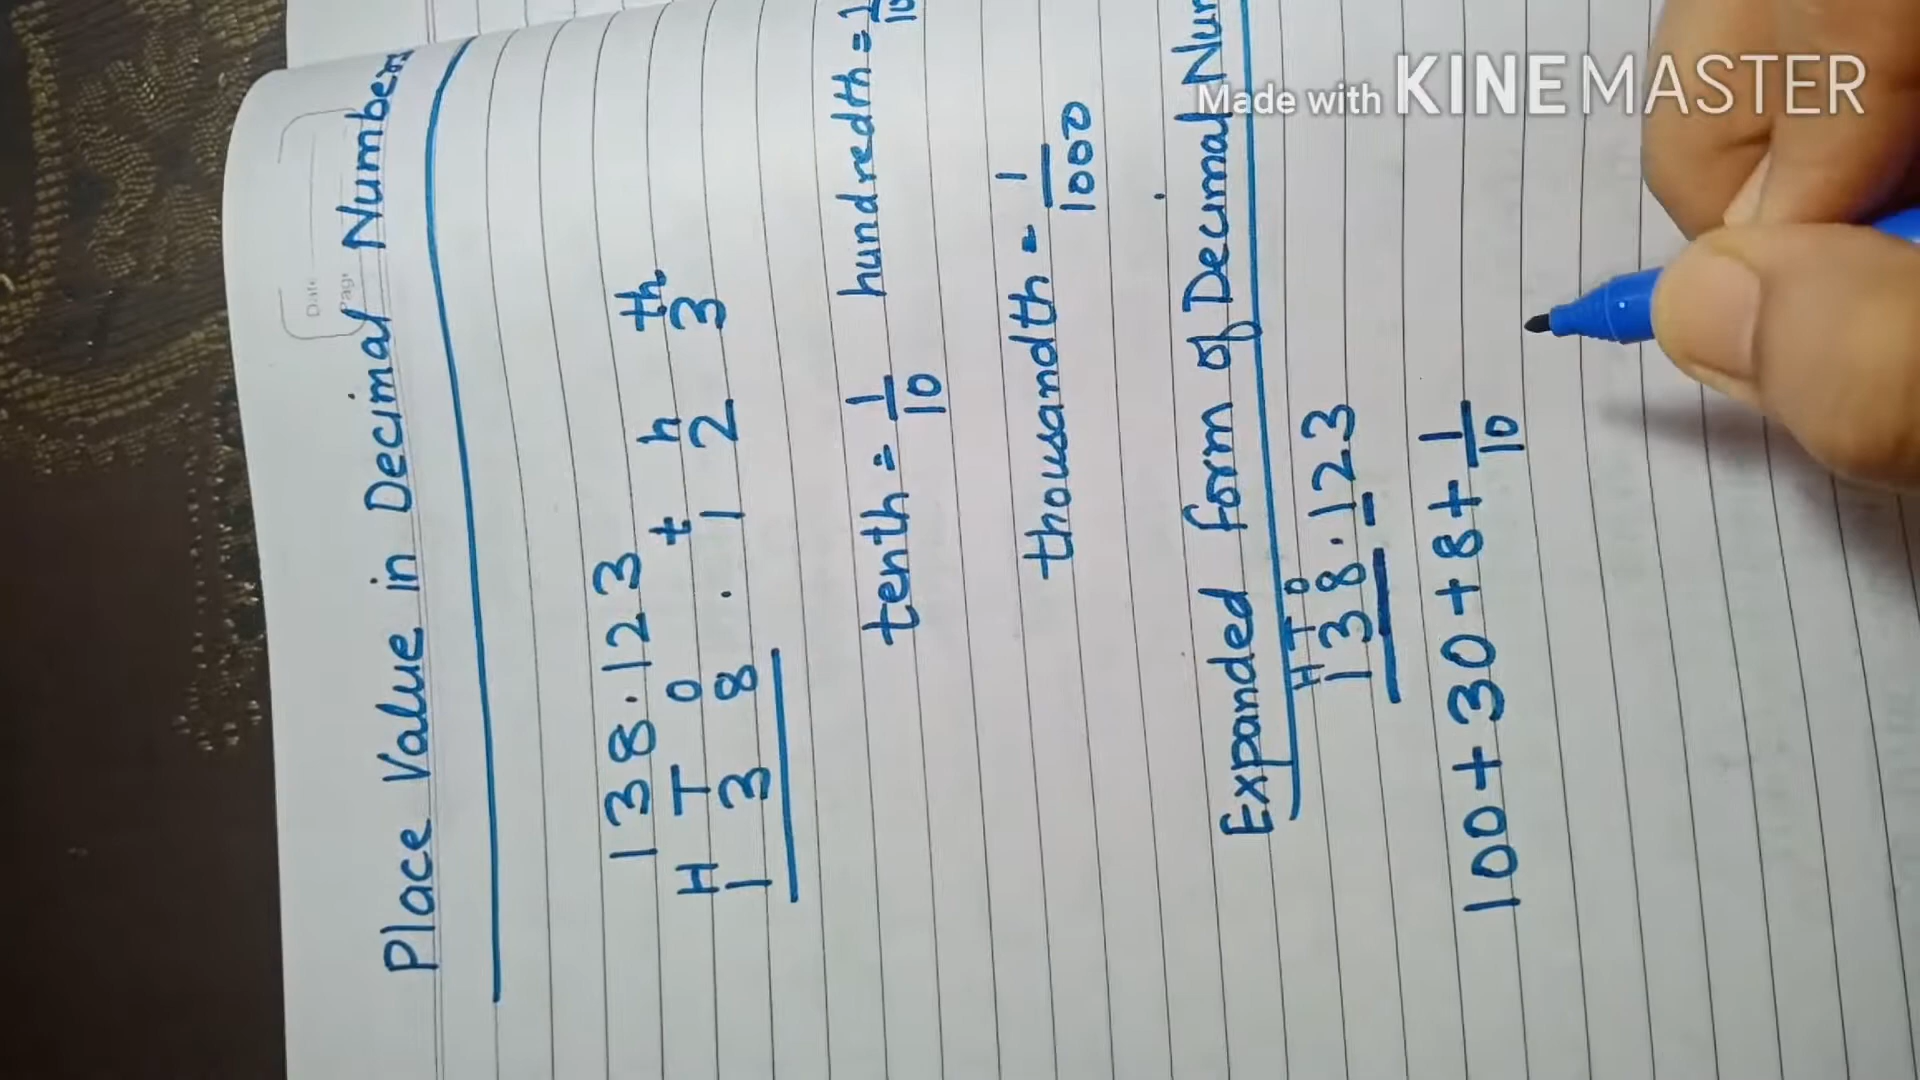 Place Value in Decimal Numbers
Date
Page
138.123
H T O t h th
1 3 8 . 1 2 3
tenth = 1/10 hundredth = 1/10
thousandth = 1/1000
Expanded form of Decimal Num
H T O
138.123
100+30+8+1/10
Made with KINEMASTER